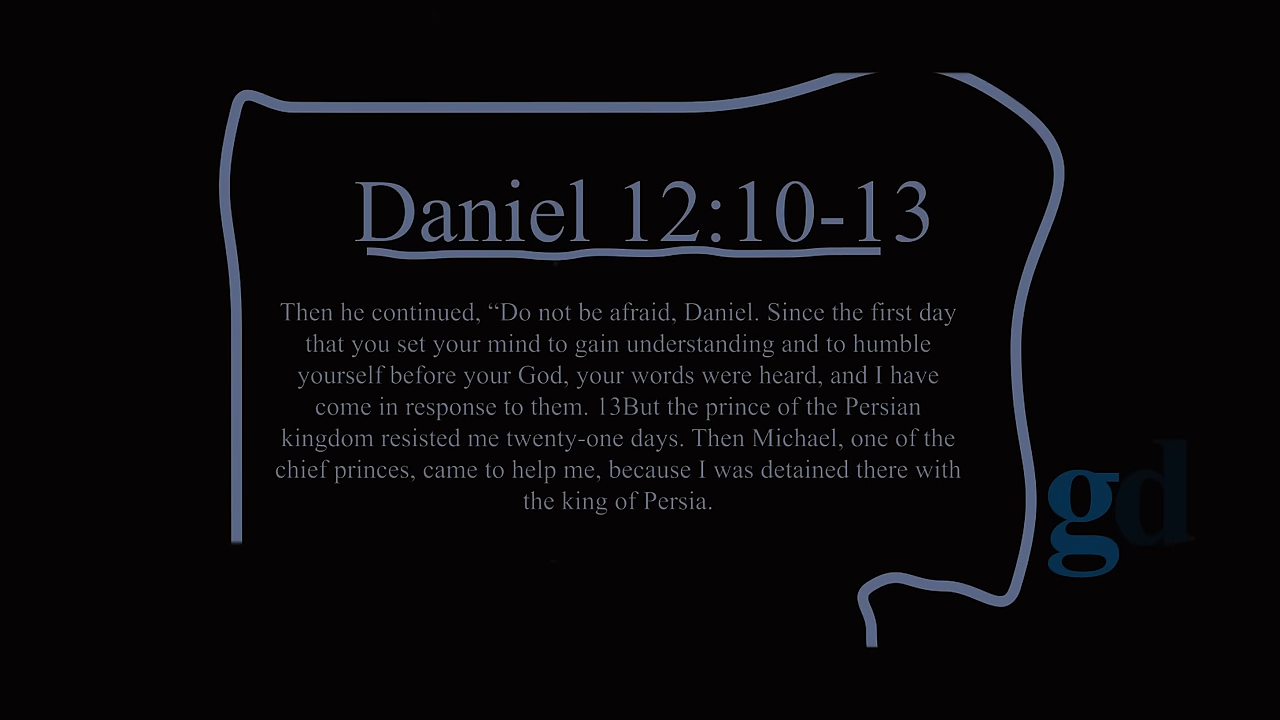 Daniel 12:10-13
Then he continued, “Do not be afraid, Daniel. Since the first day
that you set your mind to gain understanding and to humble
yourself before your God, your words were heard, and I have
come in response to them. 13But the prince of the Persian
kingdom resisted me twenty-one days. Then Michael, one of the
chief princes, came to help me, because I was detained there with
the king of Persia.
gd